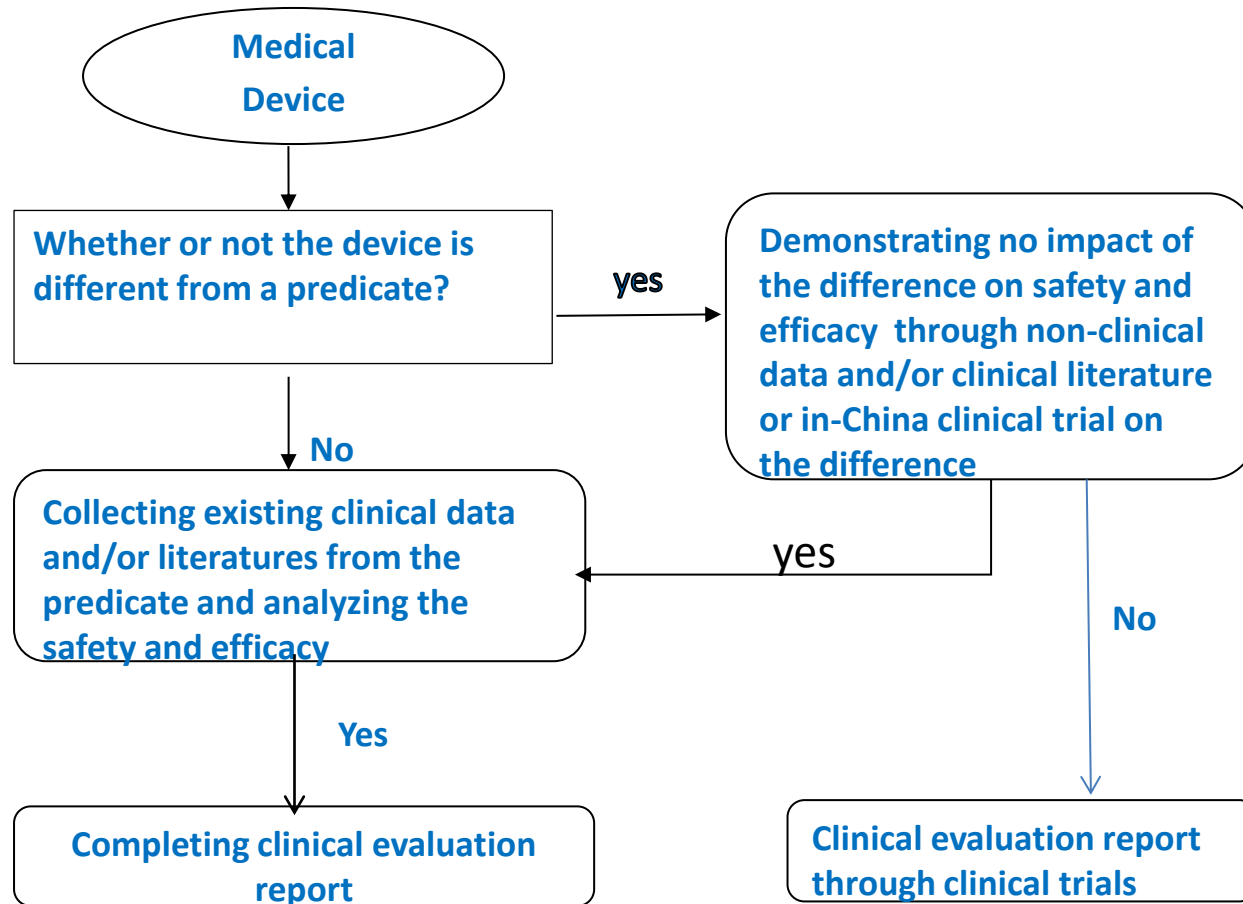 Medical
Device
Whether or not the device is
different from a predicate?
yes
Demonstrating no impact of
the difference on safety and
efficacy through non-clinical
data and/or clinical literature
or in-China clinical trial on
the difference
No
Collecting existing clinical data
and/or literatures from the
predicate and analyzing the
safety and efficacy
yes
No
Yes
Completing clinical evaluation
report
Clinical evaluation report
through clinical trials